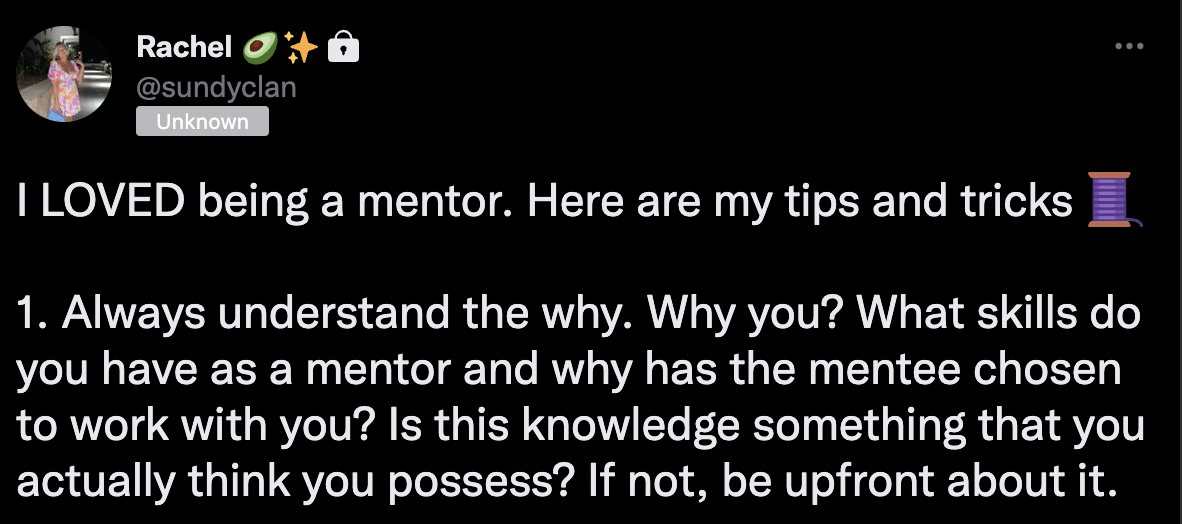 Rachel 🥑✨🔒
@sundyclan
Unknown
I LOVED being a mentor. Here are my tips and tricks 🧵
1. Always understand the why. Why you? What skills do
you have as a mentor and why has the mentee chosen
to work with you? Is this knowledge something that you
actually think you possess? If not, be upfront about it.